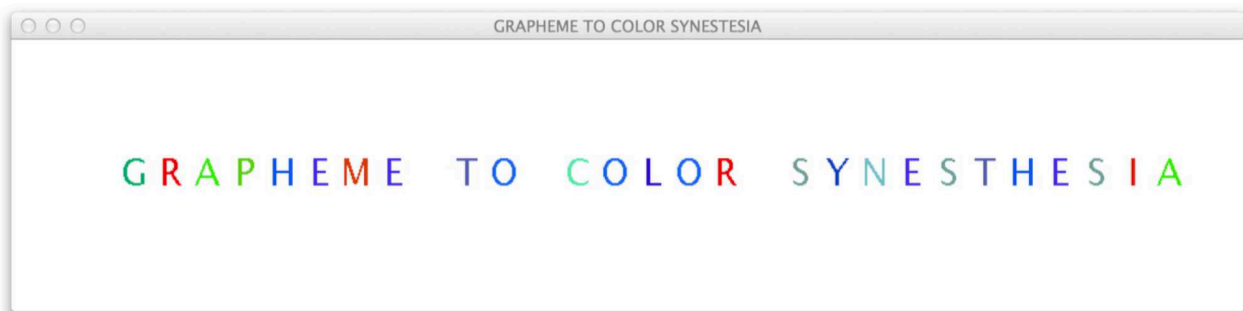 GRAPHEME TO COLOR SYNESTESIA
GRAPHEME TO COLOR SYNESTHESIA